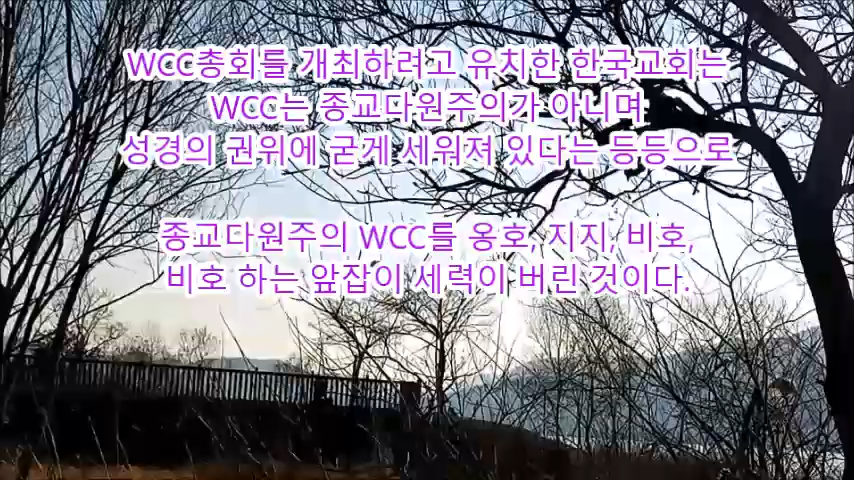 WCC총회를 개최하려고 유치한 한국교회는
WCC는 종교다원주의가 아니며
성경의 권위에 굳게 세워져 있다는 등등으로
종교다원주의 WCC를 옹호, 지지, 비호,
비호 하는 앞잡이 세력이 버린 것이다.